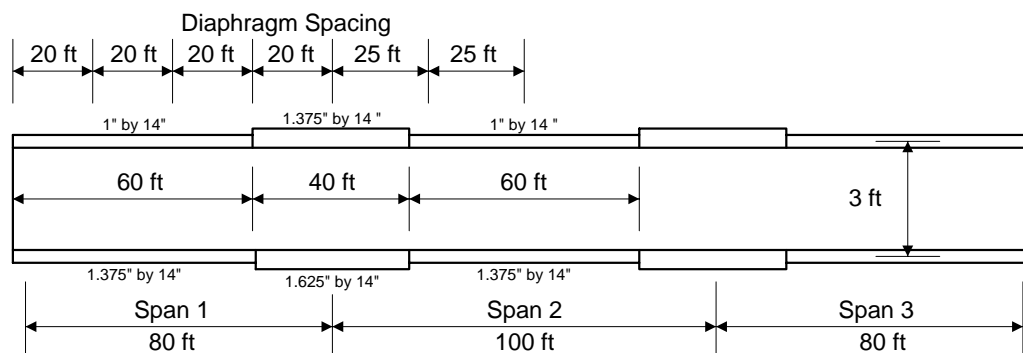 Diaphragm Spacing
20 ft 20 ft 20 ft 20 ft 25 ft 25 ft
1" by 14" 1.375" by 14 " 1" by 14 "
60 ft 40 ft 60 ft
3 ft
1.375" by 14" 1.625" by 14" 1.375" by 14"
Span 1 Span 2 Span 3
80 ft 100 ft 80 ft